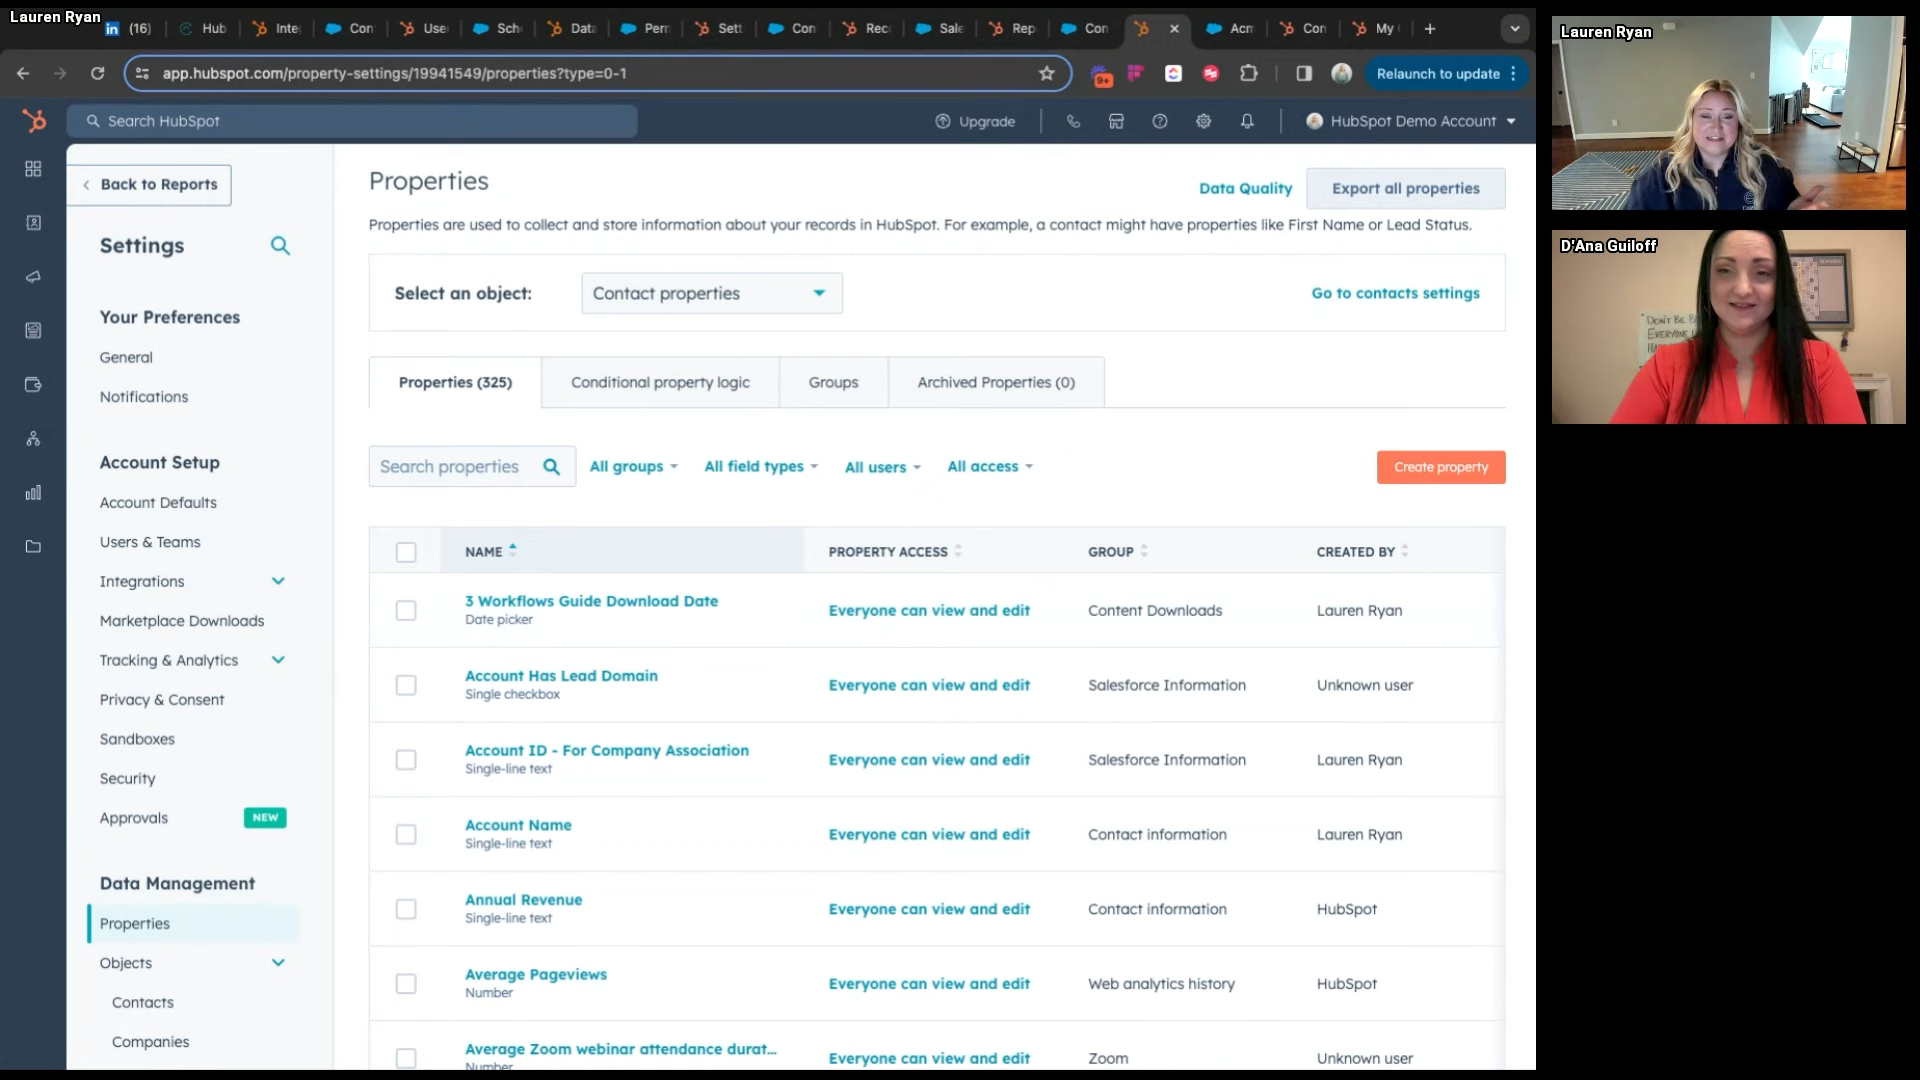 Lauren Ryan
(16)
Hub
Inte
Con
User
Sch
Data
Perm
Sett
Con
Rec
Sale
Rep
Con
Acm
Con
My
app.hubspot.com/property-settings/19941549/properties?type=0-1
9+
Relaunch to update
Search HubSpot
Upgrade
HubSpot Demo Account
Back to Reports
Settings
Your Preferences
General
Notifications
Account Setup
Account Defaults
Users & Teams
Integrations
Marketplace Downloads
Tracking & Analytics
Privacy & Consent
Sandboxes
Security
Approvals NEW
Data Management
Properties
Objects
Contacts
Companies
Properties
Data Quality
Export all properties
Properties are used to collect and store information about your records in HubSpot. For example, a contact might have properties like First Name or Lead Status.
Select an object: Contact properties
Go to contacts settings
Properties (325)
Conditional property logic
Groups
Archived Properties (0)
Search properties
All groups
All field types
All users
All access
Create property
NAME PROPERTY ACCESS GROUP CREATED BY
3 Workflows Guide Download Date
Date picker
Everyone can view and edit
Content Downloads
Lauren Ryan
Account Has Lead Domain
Single checkbox
Everyone can view and edit
Salesforce Information
Unknown user
Account ID - For Company Association
Single-line text
Everyone can view and edit
Salesforce Information
Lauren Ryan
Account Name
Single-line text
Everyone can view and edit
Contact information
Lauren Ryan
Annual Revenue
Single-line text
Everyone can view and edit
Contact information
HubSpot
Average Pageviews
Number
Everyone can view and edit
Web analytics history
HubSpot
Average Zoom webinar attendance durat...
Number
Everyone can view and edit
Zoom
Unknown user
Lauren Ryan
D'Ana Guiloff
DON'T BE
EVERYONE